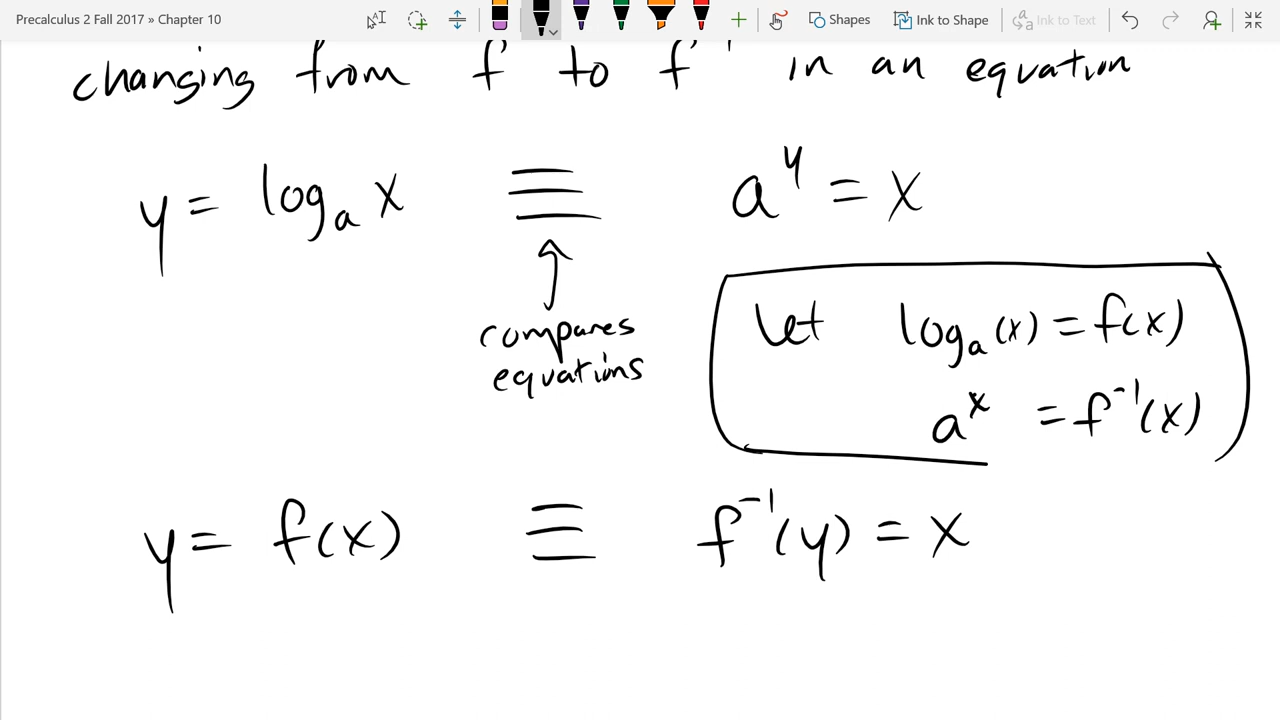 Precalculus 2 Fall 2017 » Chapter 10
Shapes
Ink to Shape
Ink to Text
changing from f to f⁻¹ in an equation
y = logₐ x ≡ aʸ = x
compares
equations
Let logₐ(x) = f(x)
aˣ = f⁻¹(x)
y = f(x) ≡ f⁻¹(y) = x